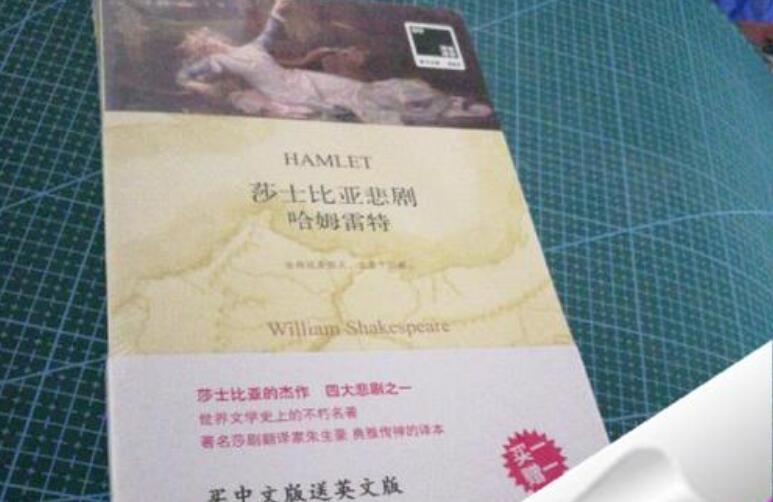 HAMLET
莎士比亚悲剧
哈姆雷特
William Shakespeare
莎士比亚的杰作 四大悲剧之一
世界文学史上的不朽名著
著名莎剧翻译家朱生豪 典雅传神的译本
买一
赠一
买中文版送英文版